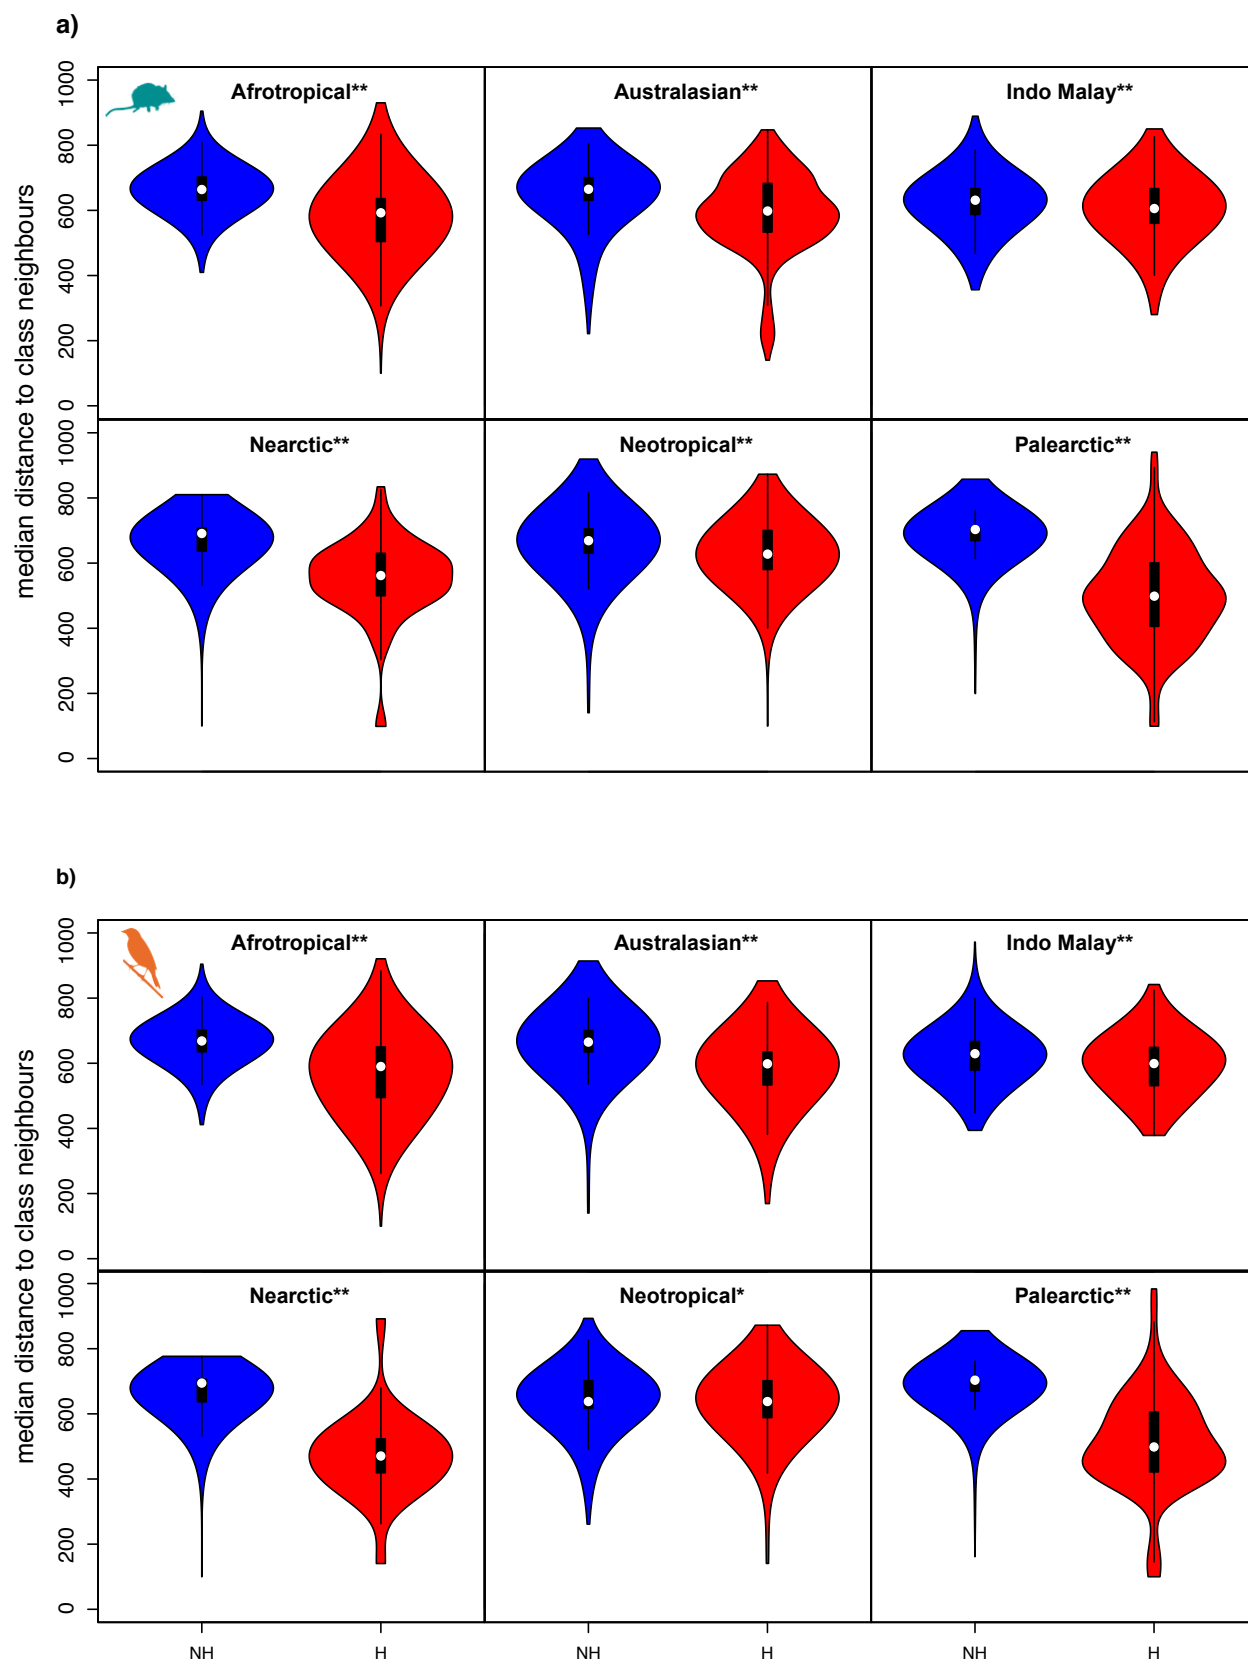 a)
Afrotropical**
Australasian**
Indo Malay**
1000
800
600
400
200
0
Nearctic**
Neotropical**
Palearctic**
1000
800
600
400
200
0
median distance to class neighbours
b)
Afrotropical**
Australasian**
Indo Malay**
1000
800
600
400
200
0
Nearctic**
Neotropical*
Palearctic**
1000
800
600
400
200
0
median distance to class neighbours
NH
H
NH
H
NH
H